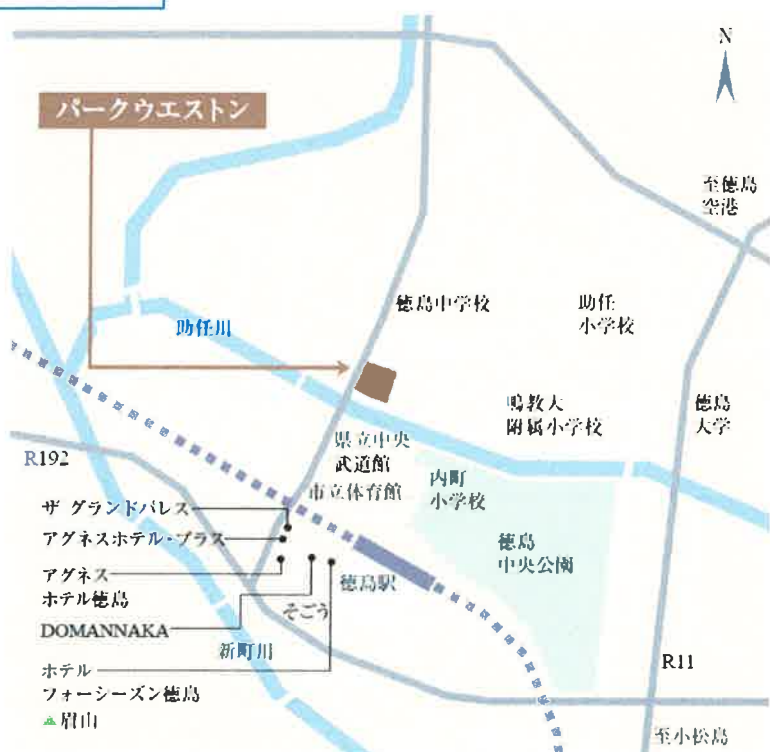 N
パークウエストン
至徳島
空港
徳島中学校
助任
小学校
助任川
鳴教大
附属小学校
徳島
大学
県立中央
武道館
市立体育館
内町
小学校
R192
ザ グランドパレス
アグネスホテル・プラス
アグネス
ホテル徳島
DOMANNAKA
徳島
中央公園
徳島駅
そごう
新町川
ホテル
フォーシーズン徳島
眉山
R11
至小松島